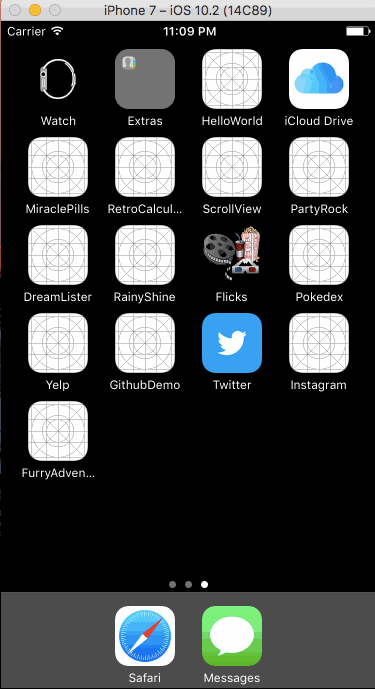 iPhone 7 – iOS 10.2 (14C89)
Carrier 11:09 PM
Watch Extras HelloWorld iCloud Drive
MiraclePills RetroCalcul... ScrollView PartyRock
DreamLister RainyShine Flicks Pokedex
Yelp GithubDemo Twitter Instagram
FurryAdven...
Safari Messages